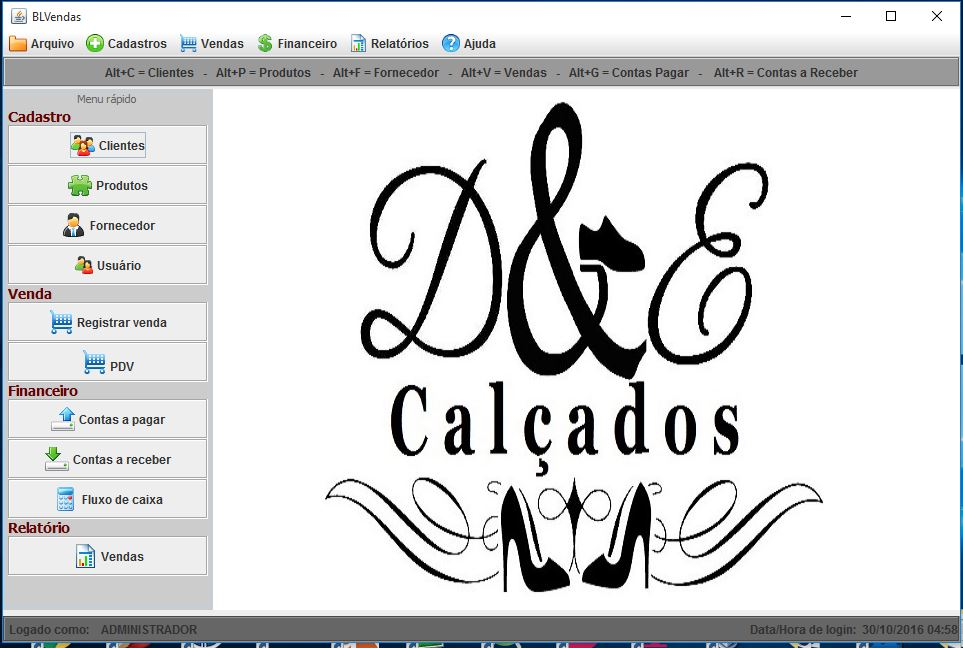 BLVendas
Arquivo Cadastros Vendas Financeiro Relatórios Ajuda
Alt+C = Clientes - Alt+P = Produtos - Alt+F = Fornecedor - Alt+V = Vendas - Alt+G = Contas Pagar - Alt+R = Contas a Receber
Menu rápido
Cadastro
Clientes
Produtos
Fornecedor
Usuário
Venda
Registrar venda
PDV
Financeiro
Contas a pagar
Contas a receber
Fluxo de caixa
Relatório
Vendas
D&E
Calçados
Logado como: ADMINISTRADOR
Data/Hora de login: 30/10/2016 04:58